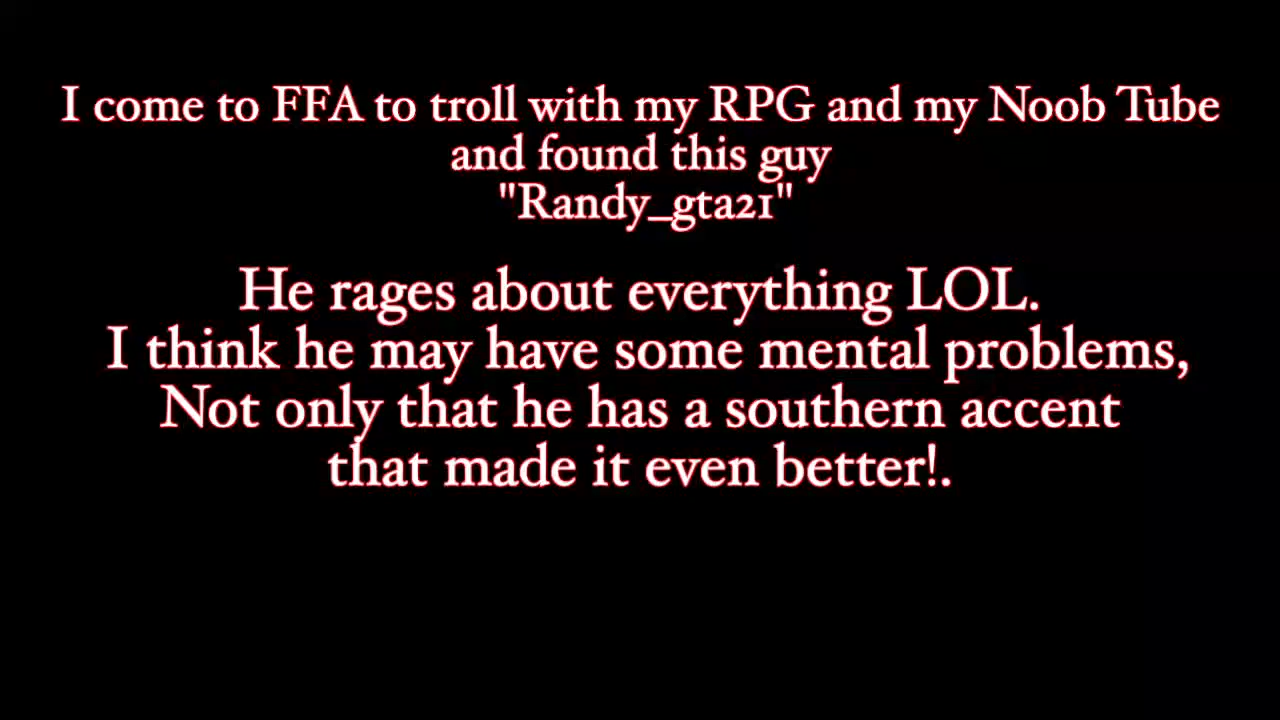 I come to FFA to troll with my RPG and my Noob Tube
and found this guy
"Randy_gta21"
He rages about everything LOL.
I think he may have some mental problems,
Not only that he has a southern accent
that made it even better!.